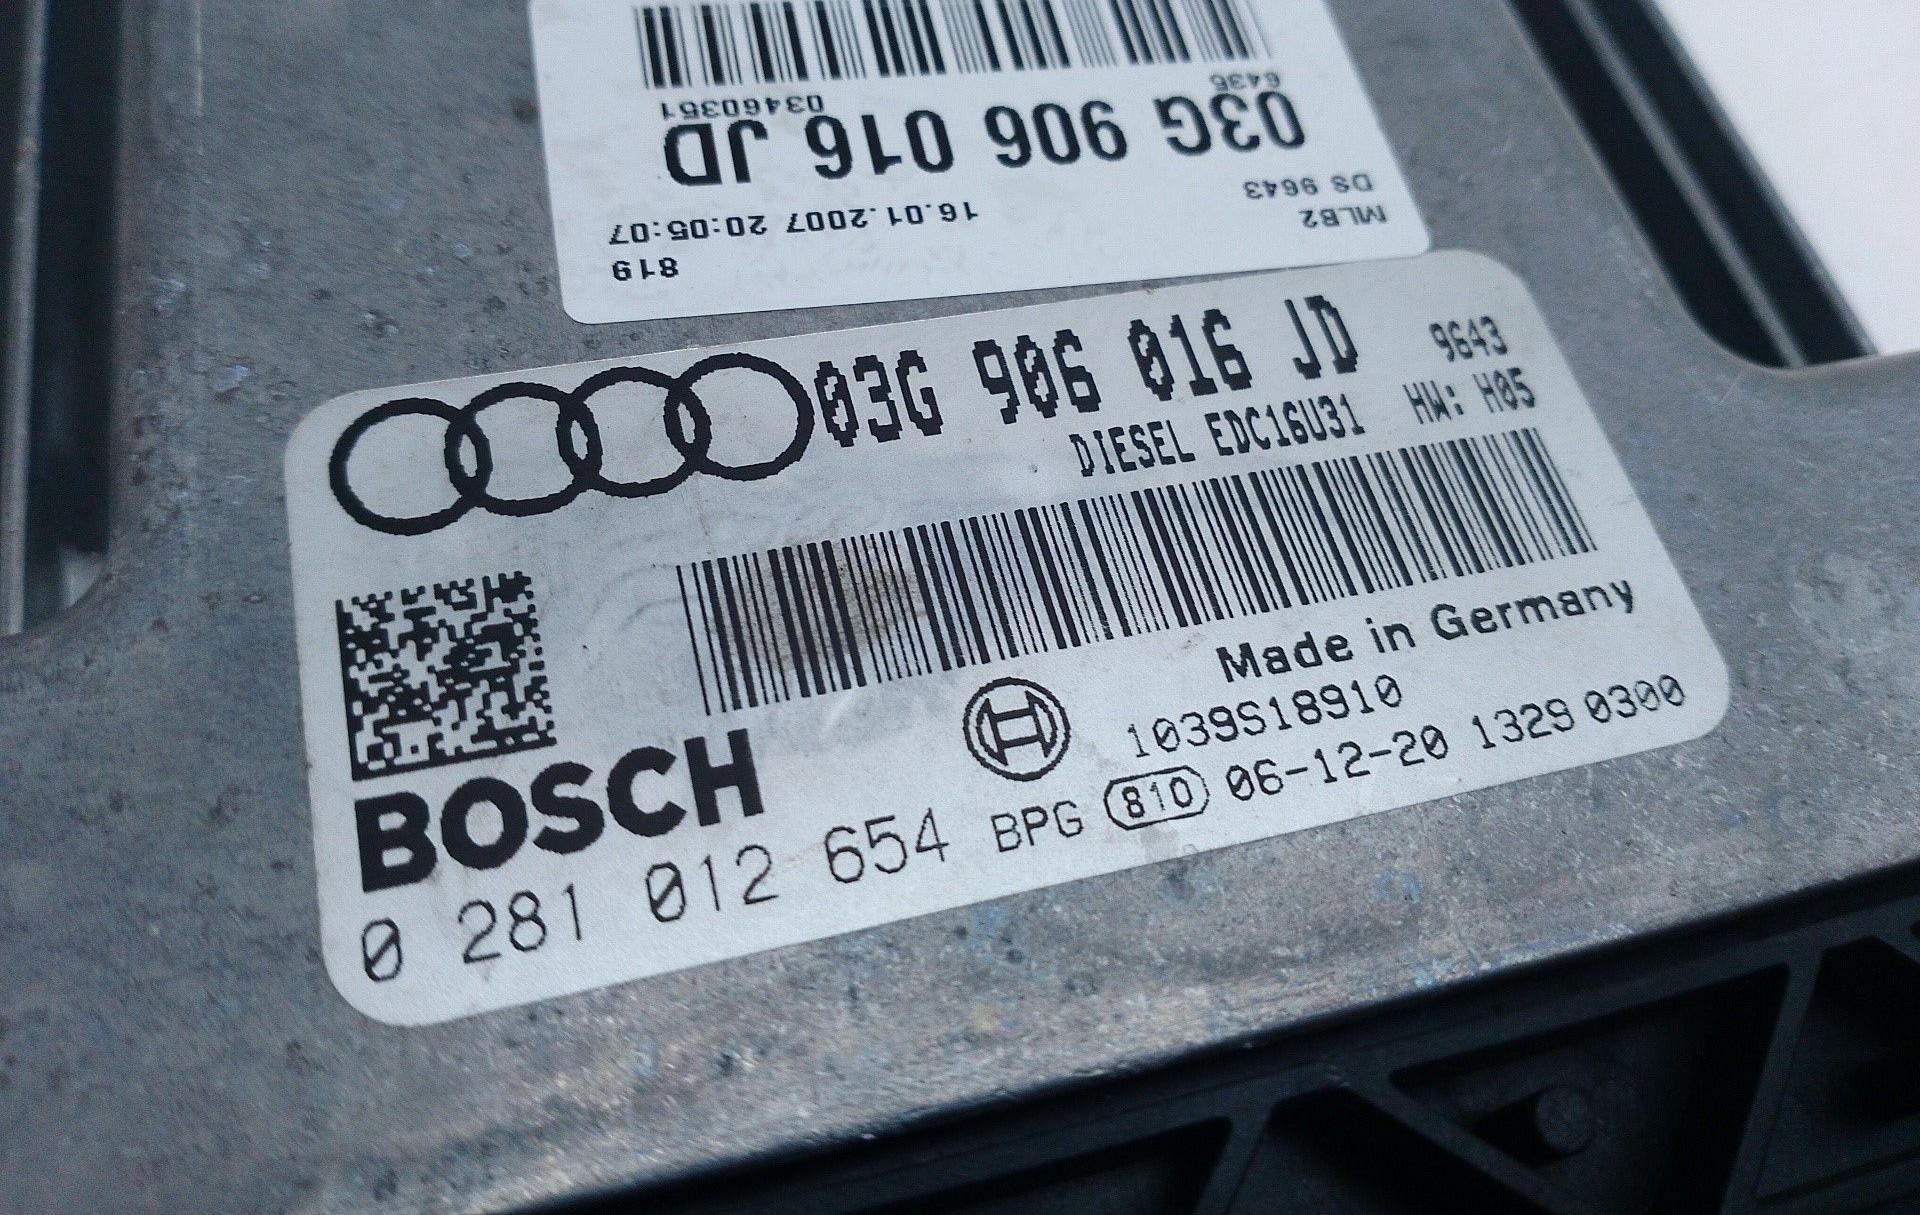 6435
03460351
03G 906 016 JD
DS 9643
MLB2
16.01.2007 20:05:07
819
03G 906 016 JD
9643
DIESEL EDC16U31
HW: H05
Made in Germany
BOSCH
1039S18910
0 281 012 654
BPG
810
06-12-20 1329 0300